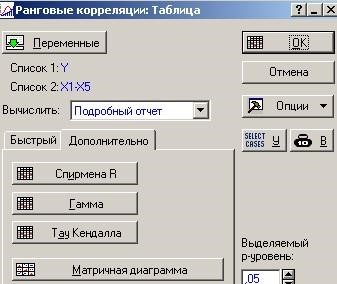 Ранговые корреляции: Таблица
Переменные
Список 1: Y
Список 2: X1-X5
Вычислить: Подробный отчет
Быстрый Дополнительно
Спирмена R
Гамма
Тау Кендалла
Матричная диаграмма
OK
Отмена
Опции
SELECT CASES У В
Выделяемый
p-уровень:
,05